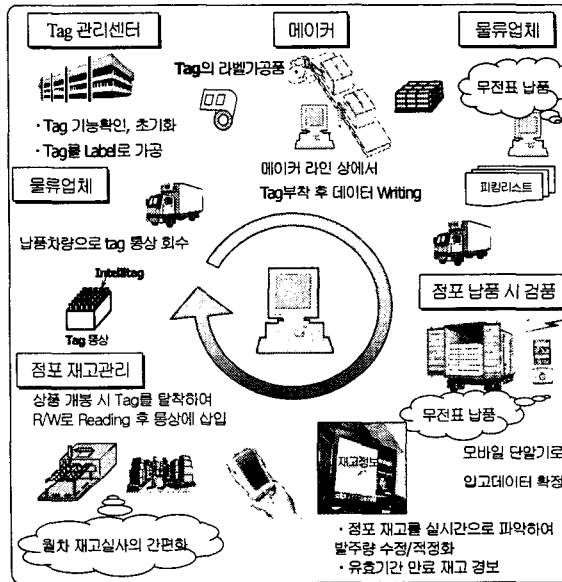 Tag 관리센터
메이커
물류업체
Tag의 라벨가공품
무전표 납품
· Tag 기능확인, 초기화
· Tag를 Label로 가공
메이커 라인 상에서
Tag부착 후 데이터 Writing
피킹리스트
물류업체
납품차량으로 tag 통상 회수
Intellitag
Tag 통상
점포 납품 시 검품
무전표 납품
모바일 단말기로
입고데이터 확정
점포 재고관리
상품 개봉 시 Tag를 탈착하여
R/W로 Reading 후 통상에 삽입
재고정보
월차 재고실사의 간편화
· 점포 재고를 실시간으로 파악하여
발주량 수정/적정화
· 유효기간 만료 재고 경보